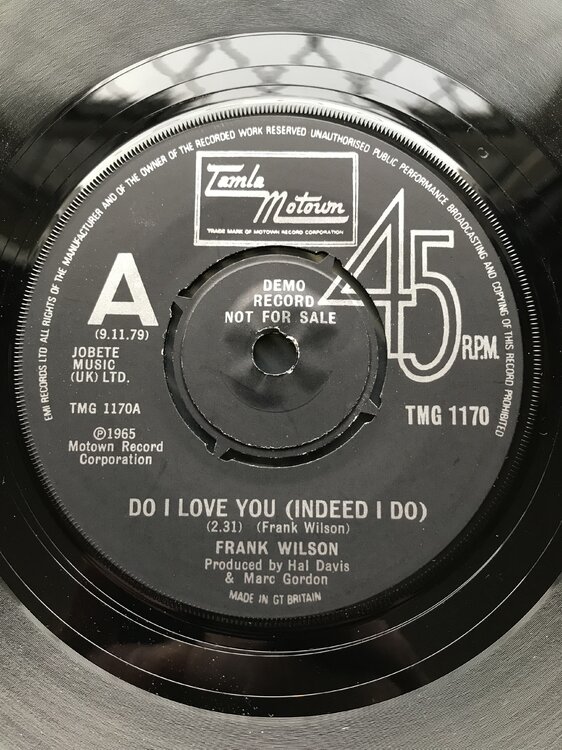 EMI RECORDS LTD ALL RIGHTS OF THE MANUFACTURER AND OF THE OWNER OF THE RECORDED WORK RESERVED UNAUTHORISED PUBLIC PERFORMANCE BROADCASTING AND COPYING OF THIS RECORD PROHIBITED
Tamla
Motown
TRADE MARK OF MOTOWN RECORD CORPORATION
45 R.P.M.
A
(9.11.79)
DEMO
RECORD
NOT FOR SALE
JOBETE
MUSIC
(UK) LTD.
TMG 1170A
TMG 1170
℗1965
Motown Record
Corporation
DO I LOVE YOU (INDEED I DO)
(2.31) (Frank Wilson)
FRANK WILSON
Produced by Hal Davis
& Marc Gordon
MADE IN GT BRITAIN